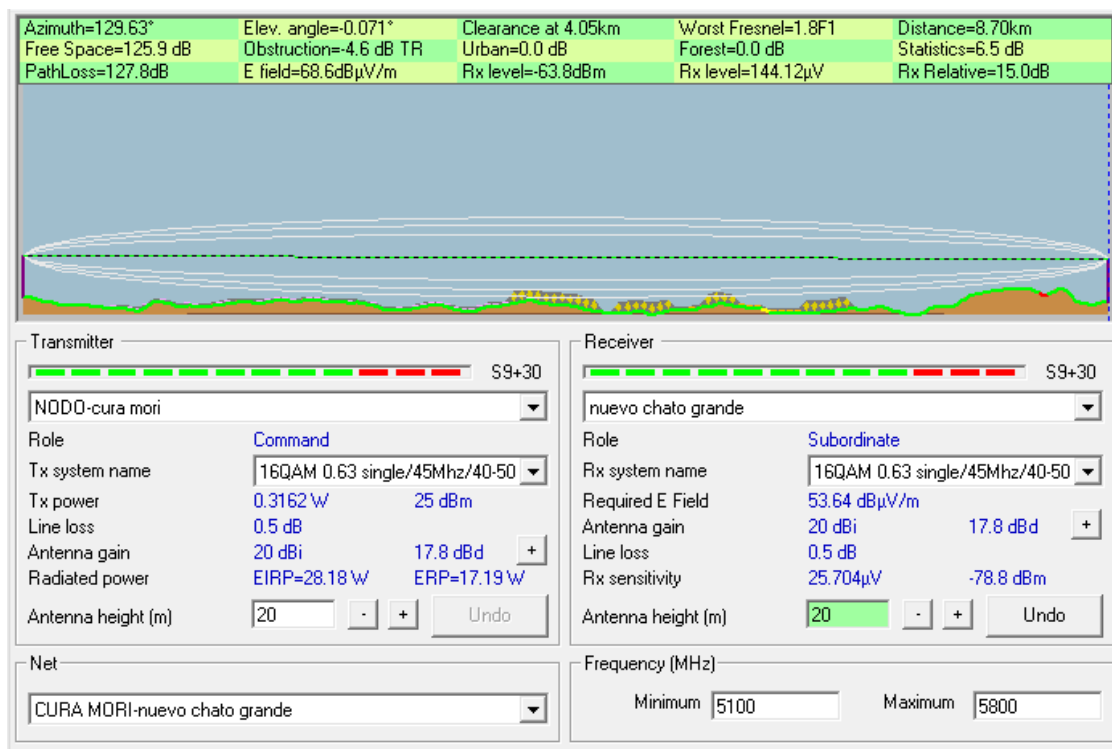 Azimuth=129.63° Elev. angle=-0.071° Clearance at 4.05km Worst Fresnel=1.8F1 Distance=8.70km
Free Space=125.9 dB Obstruction=-4.6 dB TR Urban=0.0 dB Forest=0.0 dB Statistics=6.5 dB
PathLoss=127.8dB E field=68.6dBµV/m Rx level=-63.8dBm Rx level=144.12µV Rx Relative=15.0dB
Transmitter
S9+30
NODO-cura mori
Role Command
Tx system name 16QAM 0.63 single/45Mhz/40-50
Tx power 0.3162 W 25 dBm
Line loss 0.5 dB
Antenna gain 20 dBi 17.8 dBd +
Radiated power EIRP=28.18 W ERP=17.19 W
Antenna height (m) 20 - + Undo
Receiver
S9+30
nuevo chato grande
Role Subordinate
Rx system name 16QAM 0.63 single/45Mhz/40-50
Required E Field 53.64 dBµV/m
Antenna gain 20 dBi 17.8 dBd +
Line loss 0.5 dB
Rx sensitivity 25.704µV -78.8 dBm
Antenna height (m) 20 - + Undo
Net
CURA MORI-nuevo chato grande
Frequency (MHz)
Minimum 5100 Maximum 5800